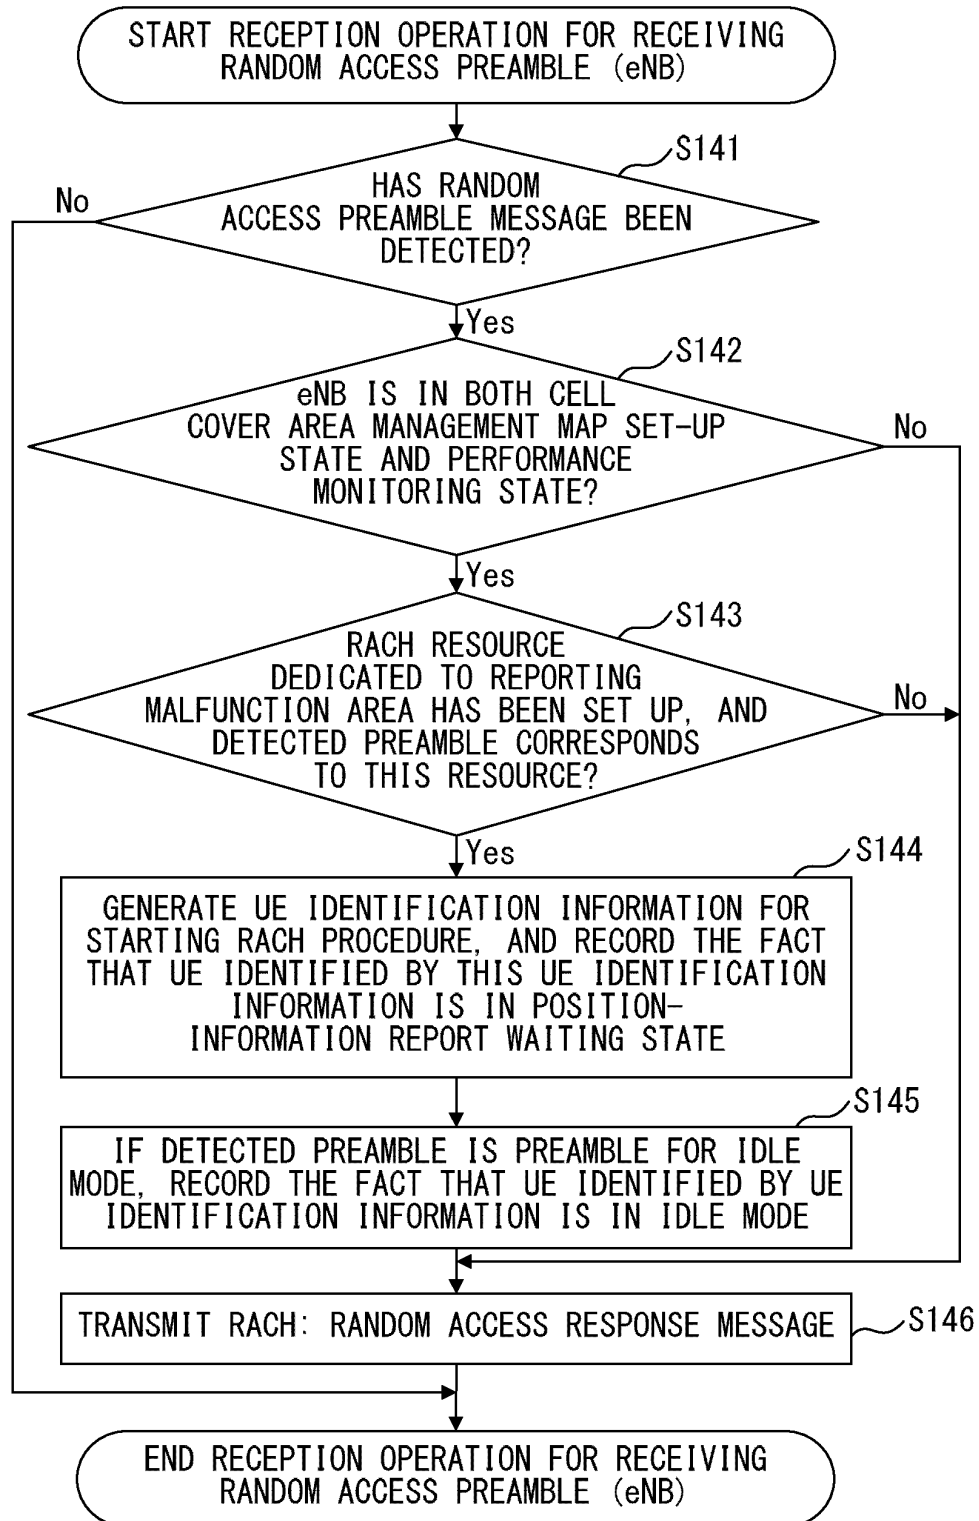 START RECEPTION OPERATION FOR RECEIVING
RANDOM ACCESS PREAMBLE (eNB)
S141
HAS RANDOM
ACCESS PREAMBLE MESSAGE BEEN
DETECTED?
No
Yes
S142
eNB IS IN BOTH CELL
COVER AREA MANAGEMENT MAP SET-UP
STATE AND PERFORMANCE
MONITORING STATE?
No
Yes
S143
RACH RESOURCE
DEDICATED TO REPORTING
MALFUNCTION AREA HAS BEEN SET UP, AND
DETECTED PREAMBLE CORRESPONDS
TO THIS RESOURCE?
No
Yes
S144
GENERATE UE IDENTIFICATION INFORMATION FOR
STARTING RACH PROCEDURE, AND RECORD THE FACT
THAT UE IDENTIFIED BY THIS UE IDENTIFICATION
INFORMATION IS IN POSITION-
INFORMATION REPORT WAITING STATE
S145
IF DETECTED PREAMBLE IS PREAMBLE FOR IDLE
MODE, RECORD THE FACT THAT UE IDENTIFIED BY UE
IDENTIFICATION INFORMATION IS IN IDLE MODE
TRANSMIT RACH: RANDOM ACCESS RESPONSE MESSAGE
S146
END RECEPTION OPERATION FOR RECEIVING
RANDOM ACCESS PREAMBLE (eNB)